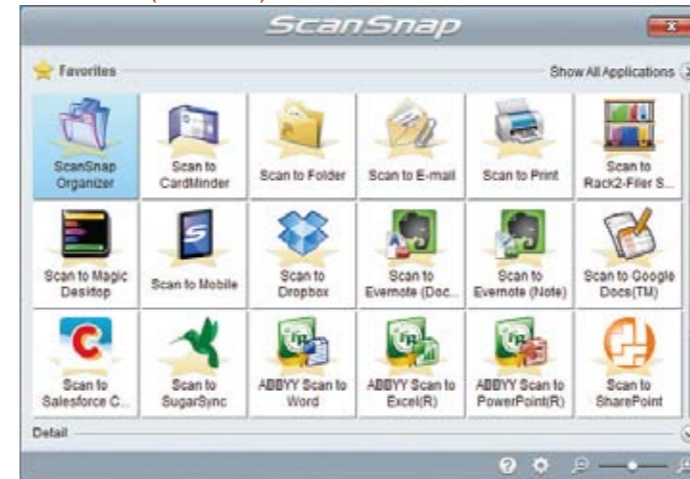 ScanSnap
Favorites
Show All Applications
ScanSnap
Organizer
Scan to
CardMinder
Scan to Folder
Scan to E-mail
Scan to Print
Scan to
Rack2-Filer S...
Scan to Magic
Desktop
Scan to Mobile
Scan to
Dropbox
Scan to
Evernote (Doc...
Scan to
Evernote (Note)
Scan to Google
Docs(TM)
Scan to
Salesforce C...
Scan to
SugarSync
ABBYY Scan to
Word
ABBYY Scan to
Excel(R)
ABBYY Scan to
PowerPoint(R)
Scan to
SharePoint
Detail